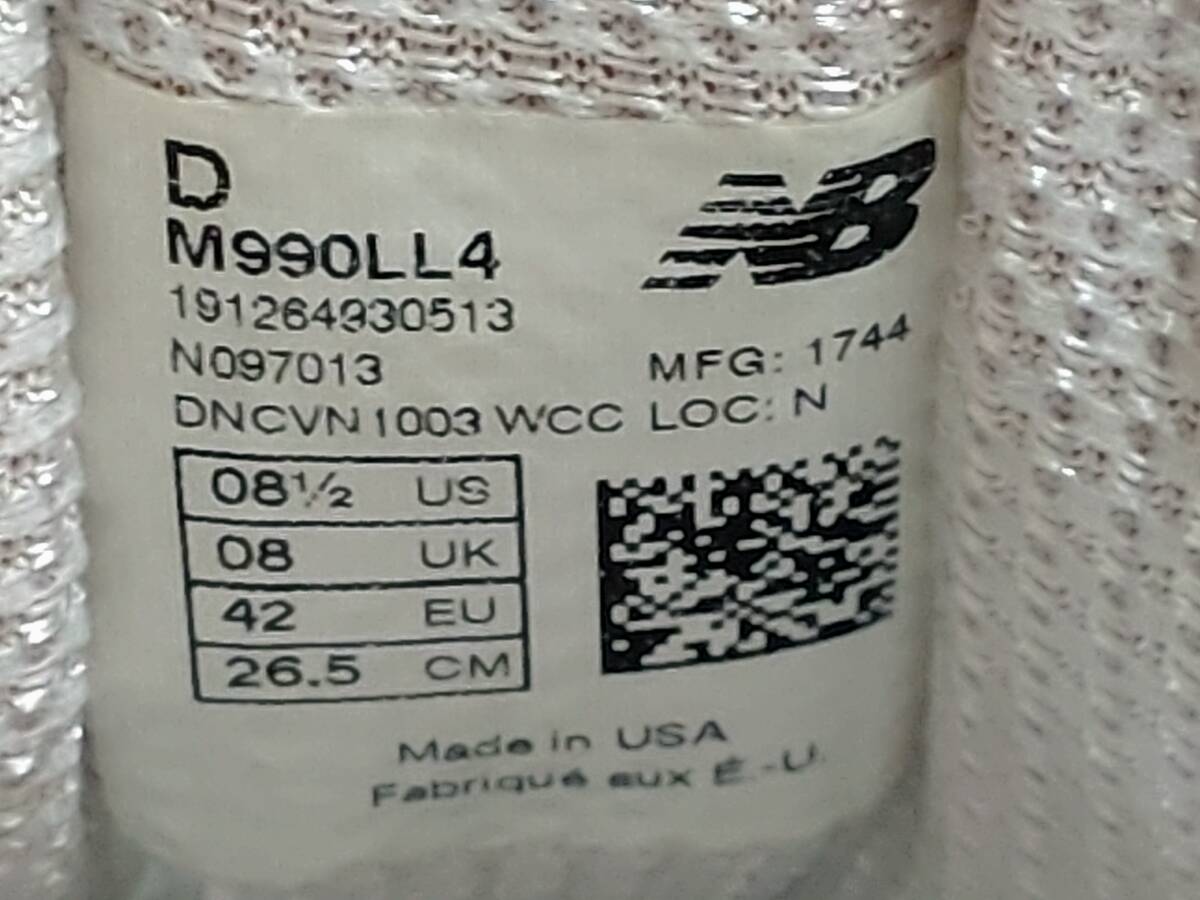 D
NB
M990LL4
191264930513
N097013
MFG: 1744
DNCVN1003 WCC LOC: N
08½ US
08 UK
42 EU
26.5 CM
Made in USA
Fabriqué aux É.-U.